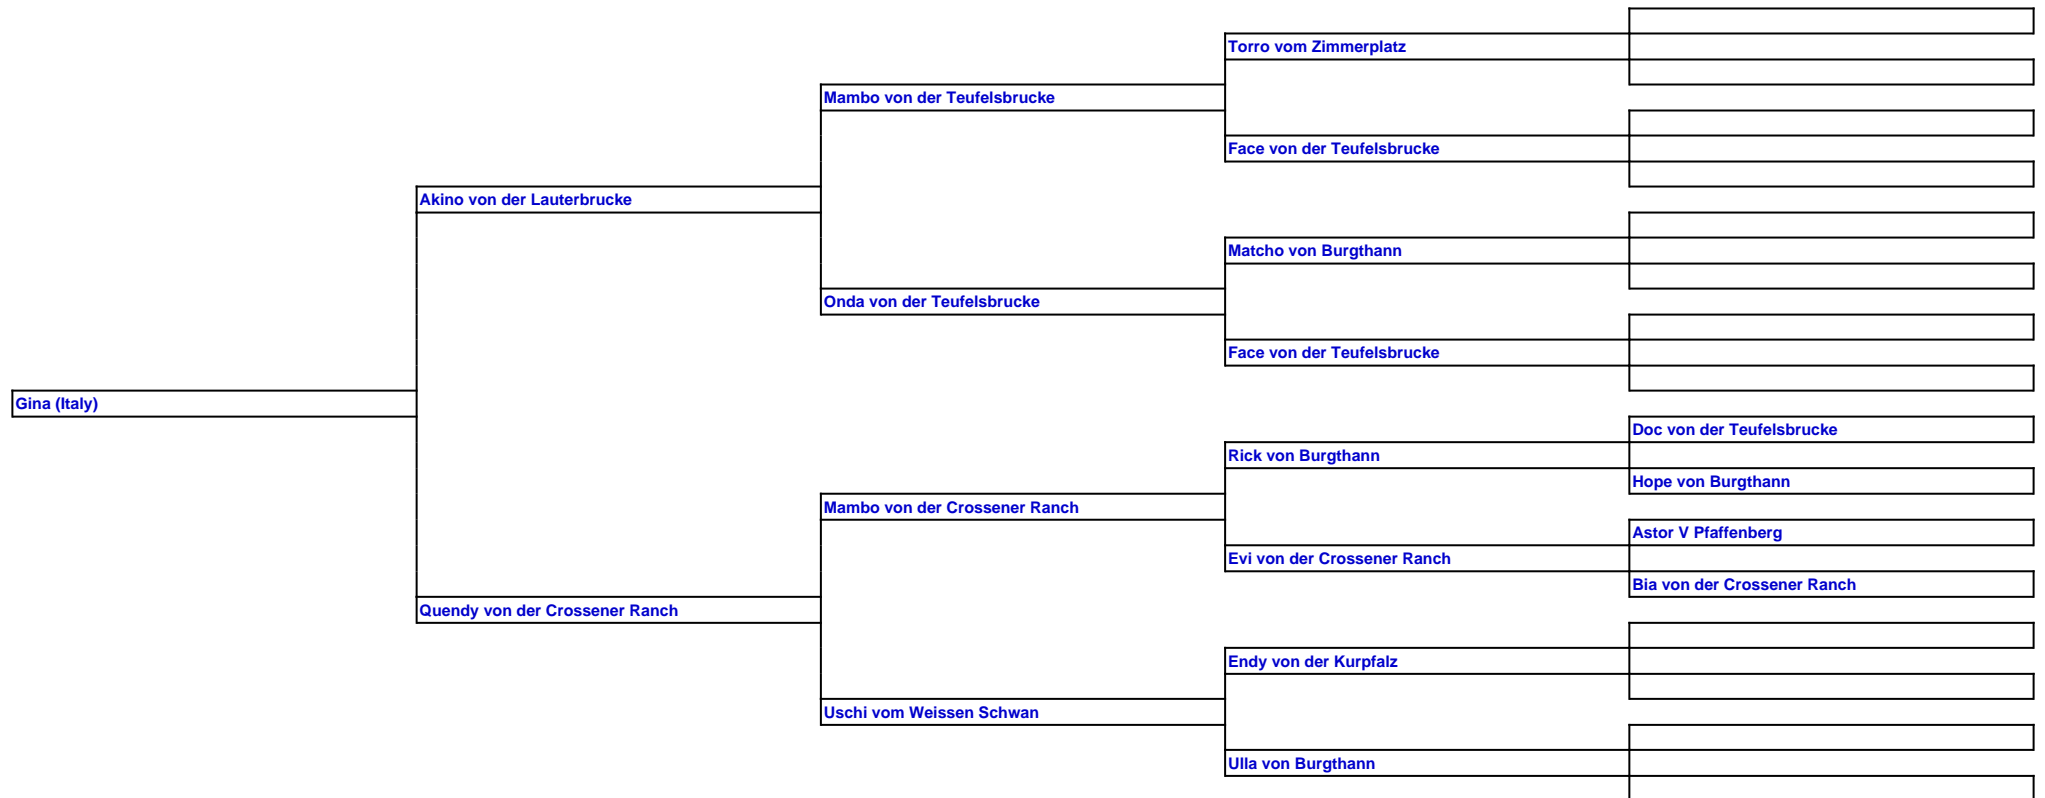 Torro vom Zimmerplatz
Mambo von der Teufelsbrucke
Face von der Teufelsbrucke
Akino von der Lauterbrucke
Matcho von Burgthann
Onda von der Teufelsbrucke
Face von der Teufelsbrucke
Gina (Italy)
Doc von der Teufelsbrucke
Rick von Burgthann
Hope von Burgthann
Mambo von der Crossener Ranch
Astor V Pfaffenberg
Evi von der Crossener Ranch
Bia von der Crossener Ranch
Quendy von der Crossener Ranch
Endy von der Kurpfalz
Uschi vom Weissen Schwan
Ulla von Burgthann